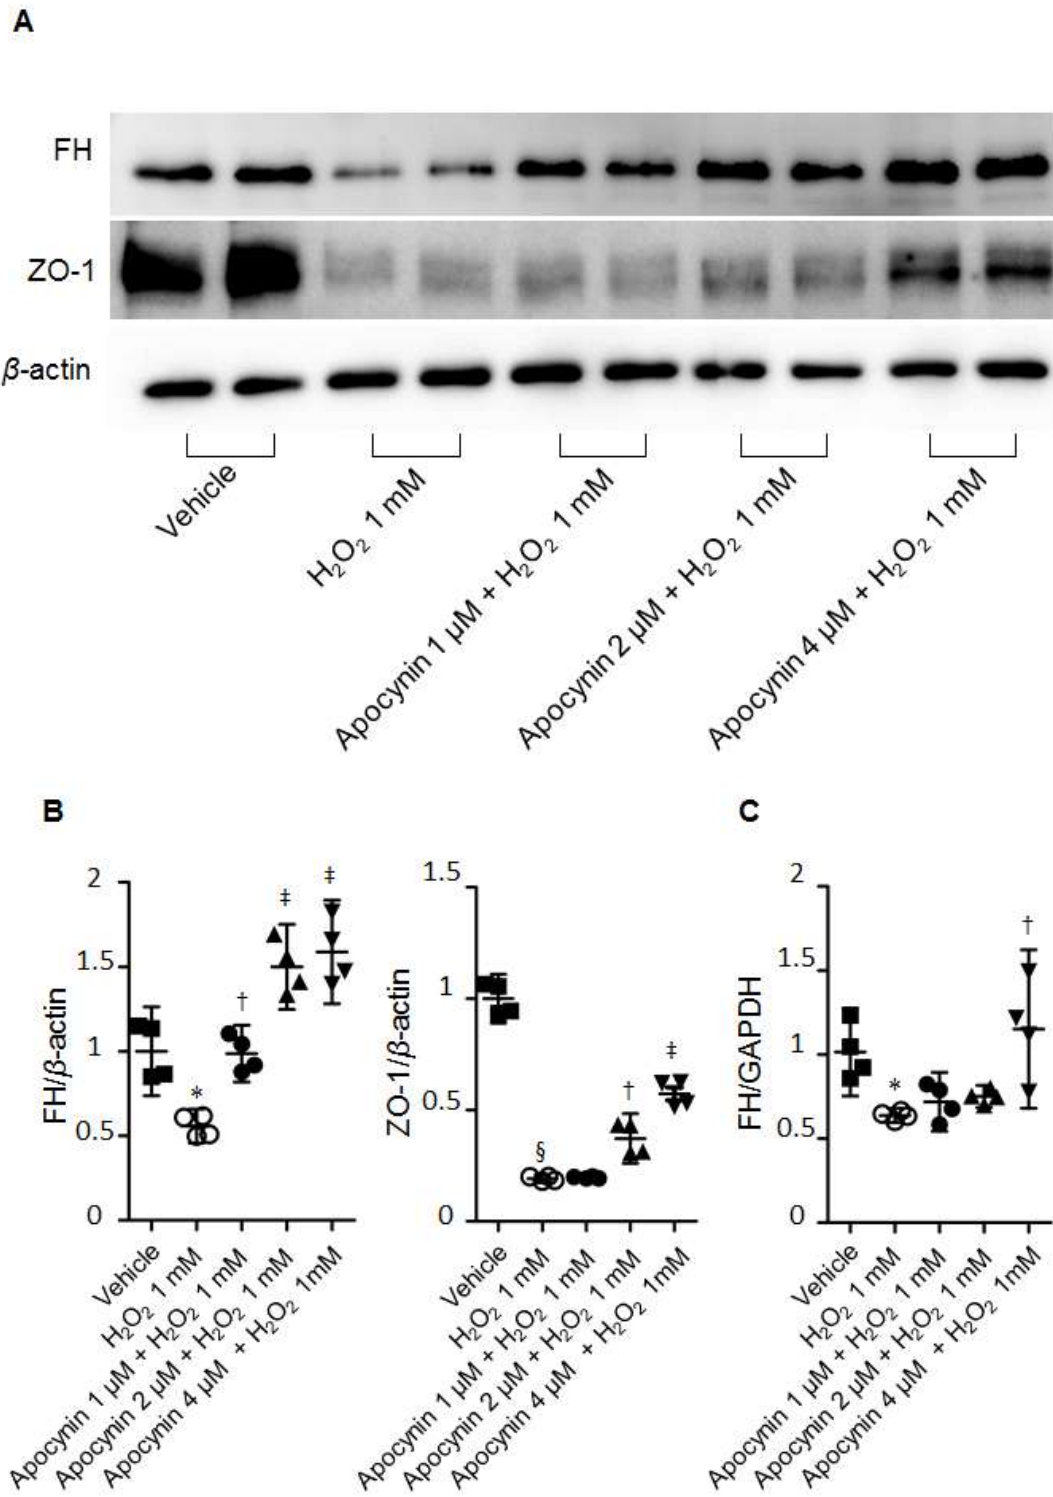 A
FH
ZO-1
β-actin
Vehicle
H₂O₂ 1 mM
Apocynin 1 µM + H₂O₂ 1 mM
Apocynin 2 µM + H₂O₂ 1 mM
Apocynin 4 µM + H₂O₂ 1 mM
B
FH/β-actin
2
1.5
1
0.5
0
*
†
‡
‡
Vehicle
H₂O₂ 1 mM
Apocynin 1 µM + H₂O₂ 1 mM
Apocynin 2 µM + H₂O₂ 1 mM
Apocynin 4 µM + H₂O₂ 1mM
ZO-1/β-actin
1.5
1
0.5
0
§
†
‡
Vehicle
H₂O₂ 1 mM
Apocynin 1 µM + H₂O₂ 1 mM
Apocynin 2 µM + H₂O₂ 1 mM
Apocynin 4 µM + H₂O₂ 1mM
C
FH/GAPDH
2
1.5
1
0.5
0
*
†
Vehicle
H₂O₂ 1 mM
Apocynin 1 µM + H₂O₂ 1 mM
Apocynin 2 µM + H₂O₂ 1 mM
Apocynin 4 µM + H₂O₂ 1mM